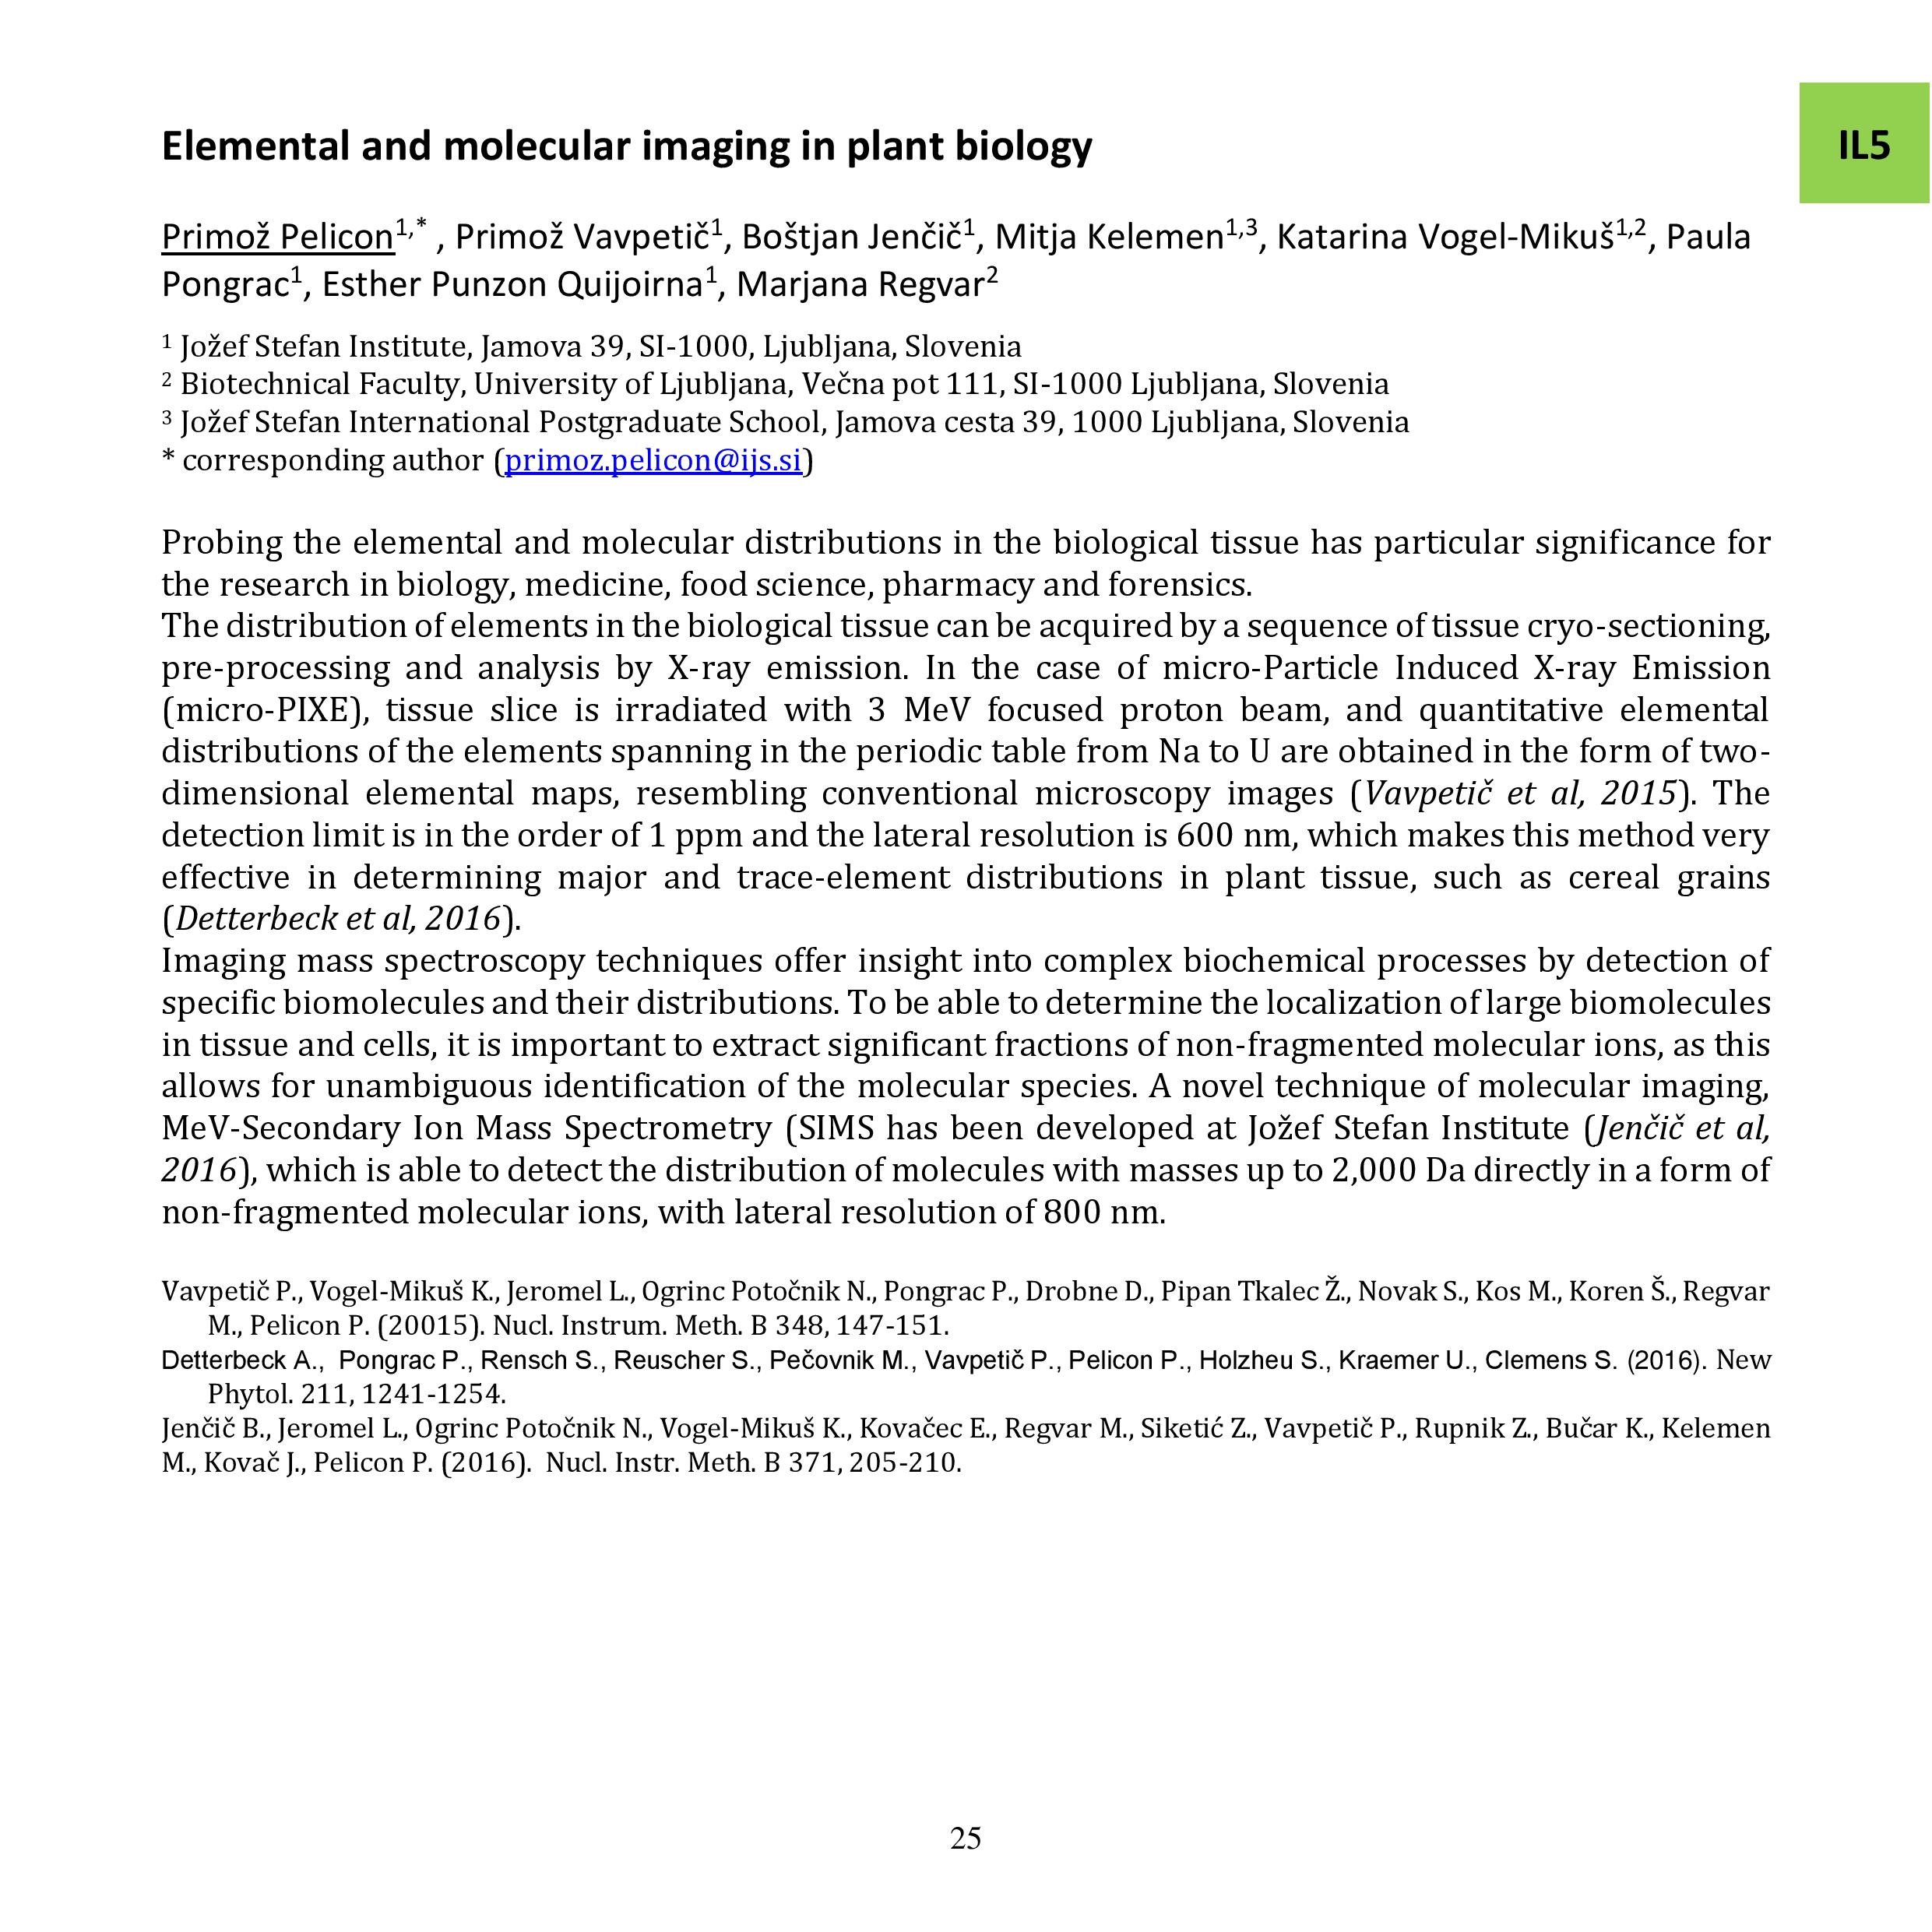 Elemental and molecular imaging in plant biology
IL5
Primož Pelicon1,* , Primož Vavpetič1, Boštjan Jenčič1, Mitja Kelemen1,3, Katarina Vogel-Mikuš1,2, Paula
Pongrac1, Esther Punzon Quijoirna1, Marjana Regvar2
1 Jožef Stefan Institute, Jamova 39, SI-1000, Ljubljana, Slovenia
2 Biotechnical Faculty, University of Ljubljana, Večna pot 111, SI-1000 Ljubljana, Slovenia
3 Jožef Stefan International Postgraduate School, Jamova cesta 39, 1000 Ljubljana, Slovenia
* corresponding author (primoz.pelicon@ijs.si)
Probing the elemental and molecular distributions in the biological tissue has particular significance for
the research in biology, medicine, food science, pharmacy and forensics.
The distribution of elements in the biological tissue can be acquired by a sequence of tissue cryo-sectioning,
pre-processing and analysis by X-ray emission. In the case of micro-Particle Induced X-ray Emission
(micro-PIXE), tissue slice is irradiated with 3 MeV focused proton beam, and quantitative elemental
distributions of the elements spanning in the periodic table from Na to U are obtained in the form of two-
dimensional elemental maps, resembling conventional microscopy images (Vavpetič et al, 2015). The
detection limit is in the order of 1 ppm and the lateral resolution is 600 nm, which makes this method very
effective in determining major and trace-element distributions in plant tissue, such as cereal grains
(Detterbeck et al, 2016).
Imaging mass spectroscopy techniques offer insight into complex biochemical processes by detection of
specific biomolecules and their distributions. To be able to determine the localization of large biomolecules
in tissue and cells, it is important to extract significant fractions of non-fragmented molecular ions, as this
allows for unambiguous identification of the molecular species. A novel technique of molecular imaging,
MeV-Secondary Ion Mass Spectrometry (SIMS has been developed at Jožef Stefan Institute (Jenčič et al,
2016), which is able to detect the distribution of molecules with masses up to 2,000 Da directly in a form of
non-fragmented molecular ions, with lateral resolution of 800 nm.
Vavpetič P., Vogel-Mikuš K., Jeromel L., Ogrinc Potočnik N., Pongrac P., Drobne D., Pipan Tkalec Ž., Novak S., Kos M., Koren Š., Regvar
M., Pelicon P. (20015). Nucl. Instrum. Meth. B 348, 147-151.
Detterbeck A., Pongrac P., Rensch S., Reuscher S., Pečovnik M., Vavpetič P., Pelicon P., Holzheu S., Kraemer U., Clemens S. (2016). New
Phytol. 211, 1241-1254.
Jenčič B., Jeromel L., Ogrinc Potočnik N., Vogel-Mikuš K., Kovačec E., Regvar M., Siketić Z., Vavpetič P., Rupnik Z., Bučar K., Kelemen
M., Kovač J., Pelicon P. (2016). Nucl. Instr. Meth. B 371, 205-210.
25